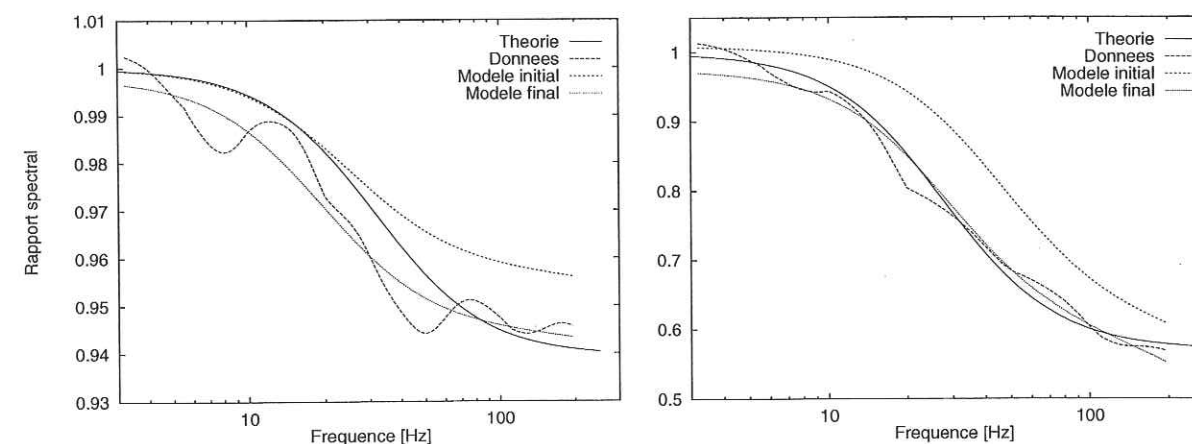 1.01
1
0.99
0.98
0.97
0.96
0.95
0.94
0.93
Rapport spectral
Theorie
Donnees
Modele initial
Modele final
10
100
Frequence [Hz]
1
0.9
0.8
0.7
0.6
0.5
Theorie
Donnees
Modele initial
Modele final
10
100
Frequence [Hz]